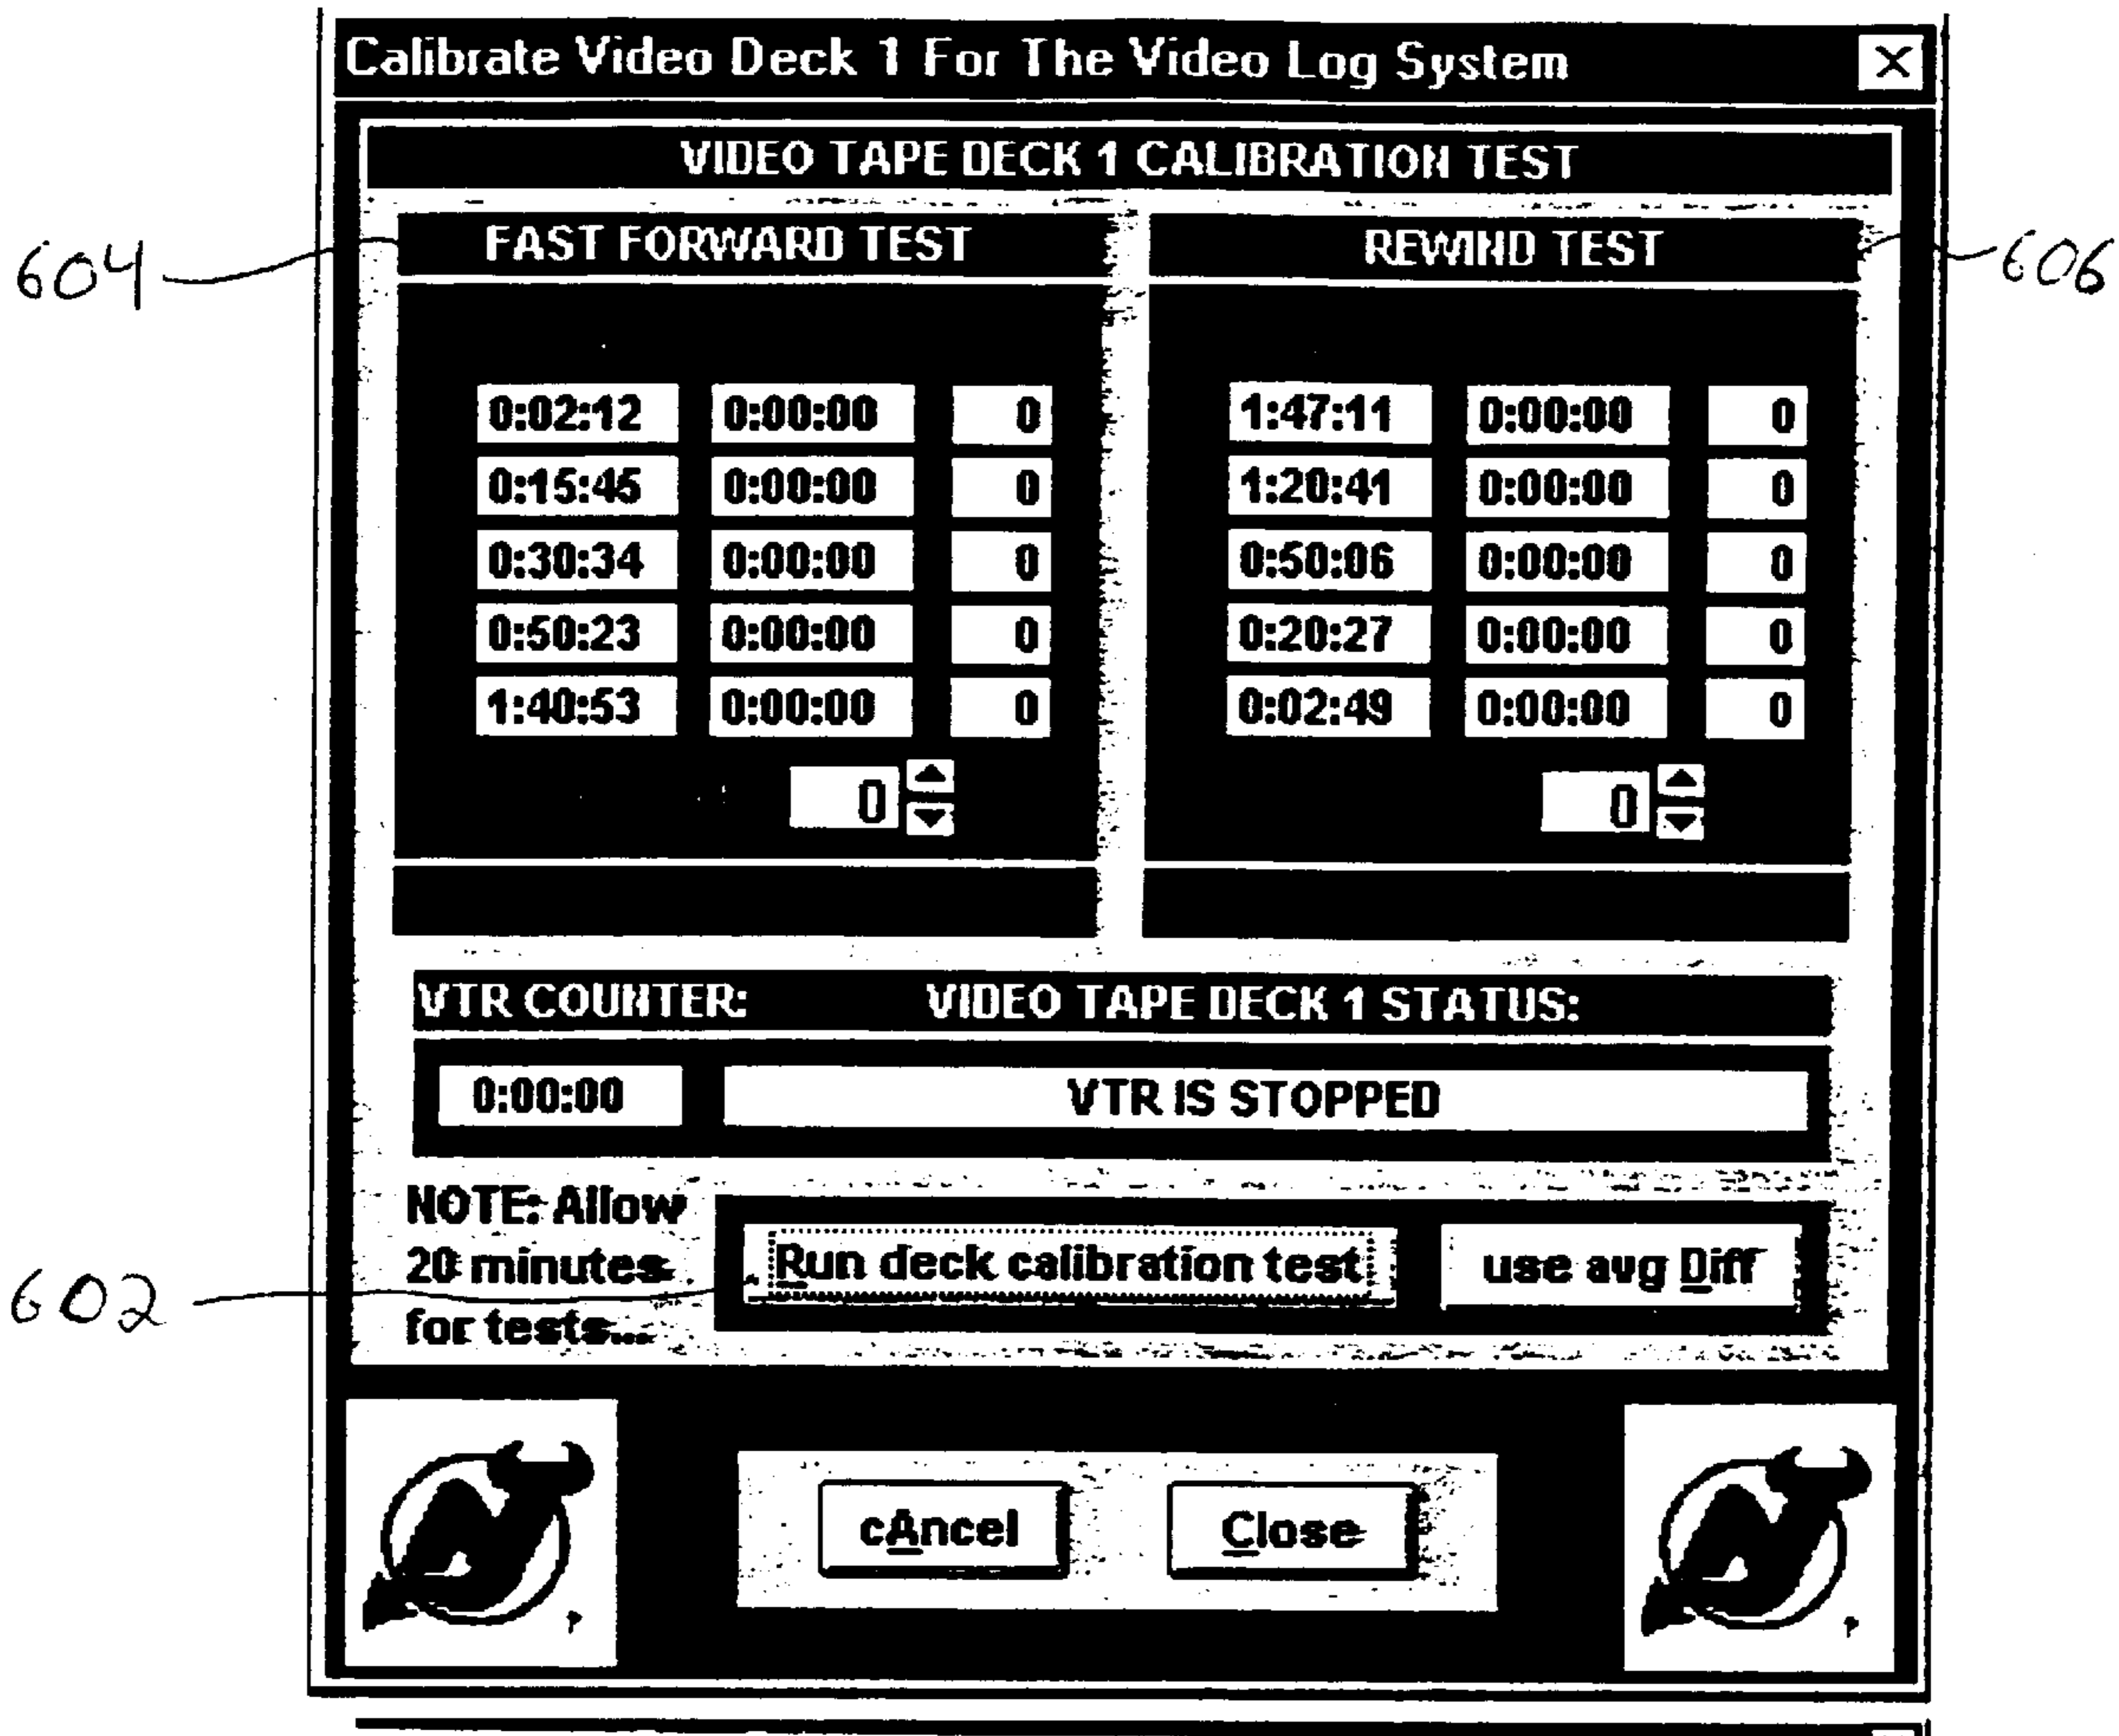 Calibrate Video Deck 1 For The Video Log System
VIDEO TAPE DECK 1 CALIBRATION TEST
604
FAST FORWARD TEST
REWIND TEST
606
0:02:12 0:00:00 0
1:47:11 0:00:00 0
0:15:45 0:00:00 0
1:20:41 0:00:00 0
0:30:34 0:00:00 0
0:50:06 0:00:00 0
0:50:23 0:00:00 0
0:20:27 0:00:00 0
1:40:53 0:00:00 0
0:02:49 0:00:00 0
0
0
VTR COUNTER: VIDEO TAPE DECK 1 STATUS:
0:00:00 VTR IS STOPPED
NOTE: Allow
20 minutes
for tests...
602
Run deck calibration test
use avg Diff
cAncel
Close